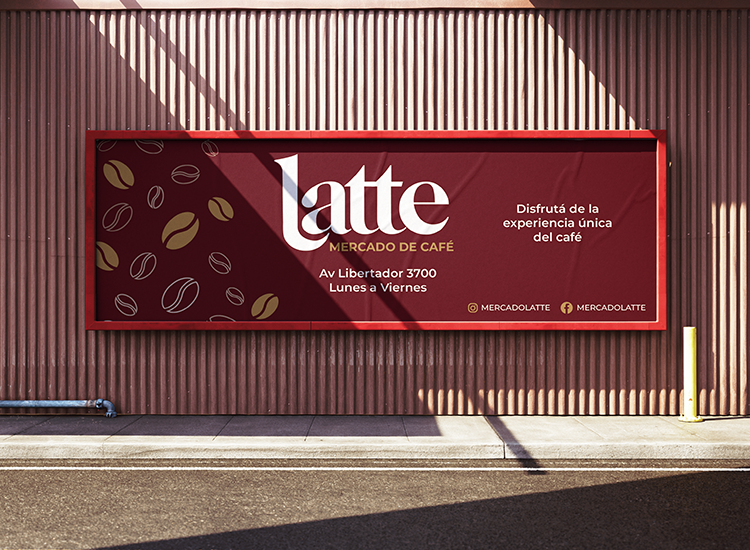 latte
MERCADO DE CAFÉ
Av Libertador 3700
Lunes a Viernes
Disfrutá de la
experiencia única
del café
MERCADOLATTE MERCADOLATTE